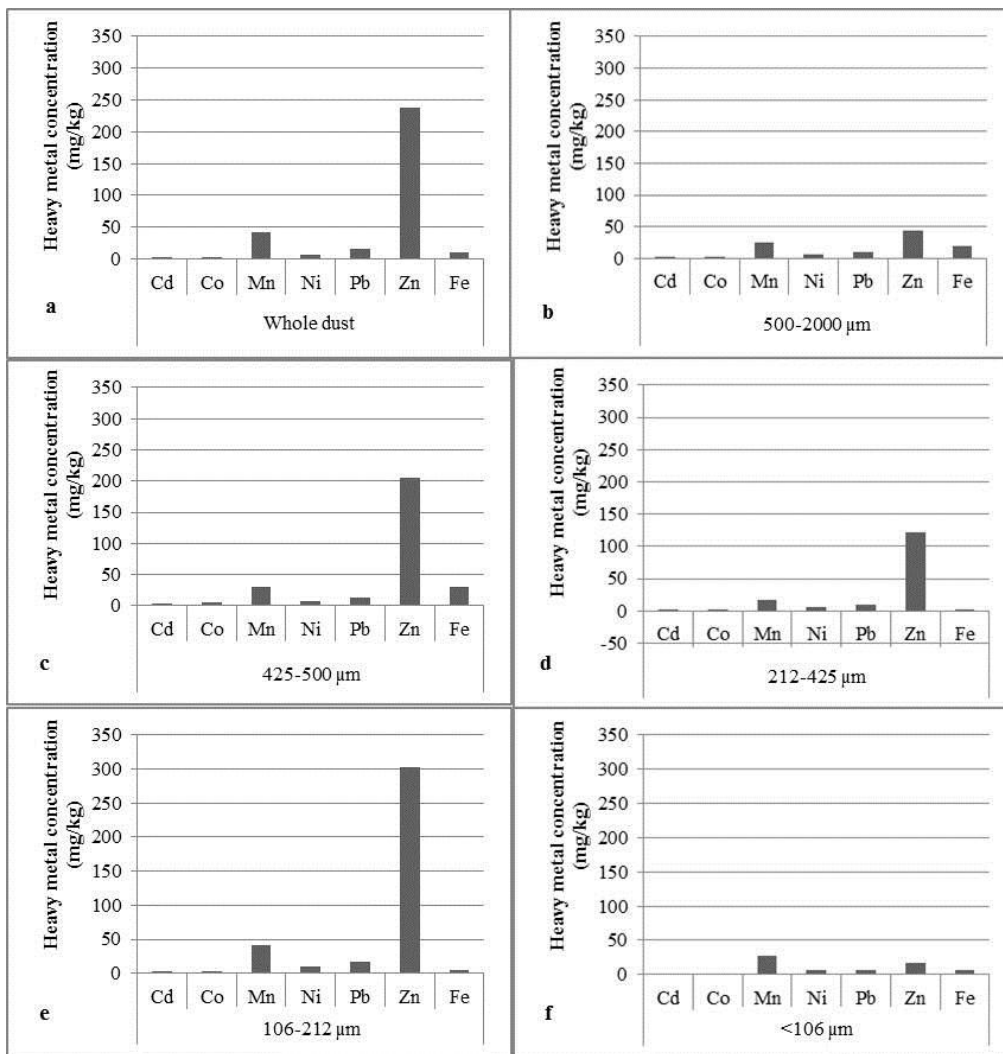 Heavy metal concentration
(mg/kg)
350
300
250
200
150
100
50
0
Cd Co Mn Ni Pb Zn Fe
Whole dust
a
Heavy metal concentration
(mg/kg)
350
300
250
200
150
100
50
0
Cd Co Mn Ni Pb Zn Fe
500-2000 µm
b
Heavy metal concentration
(mg/kg)
350
300
250
200
150
100
50
0
Cd Co Mn Ni Pb Zn Fe
425-500 µm
c
Heavy metal concentration
(mg/kg)
350
300
250
200
150
100
50
0
-50
Cd Co Mn Ni Pb Zn Fe
212-425 µm
d
Heavy metal concentration
(mg/kg)
350
300
250
200
150
100
50
0
Cd Co Mn Ni Pb Zn Fe
106-212 µm
e
Heavy metal concentration
(mg/kg)
350
300
250
200
150
100
50
0
Cd Co Mn Ni Pb Zn Fe
<106 µm
f